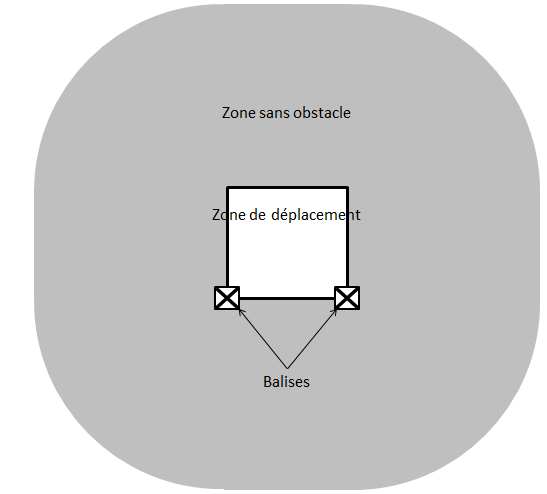 Zone sans obstacle
Zone de déplacement
Balises